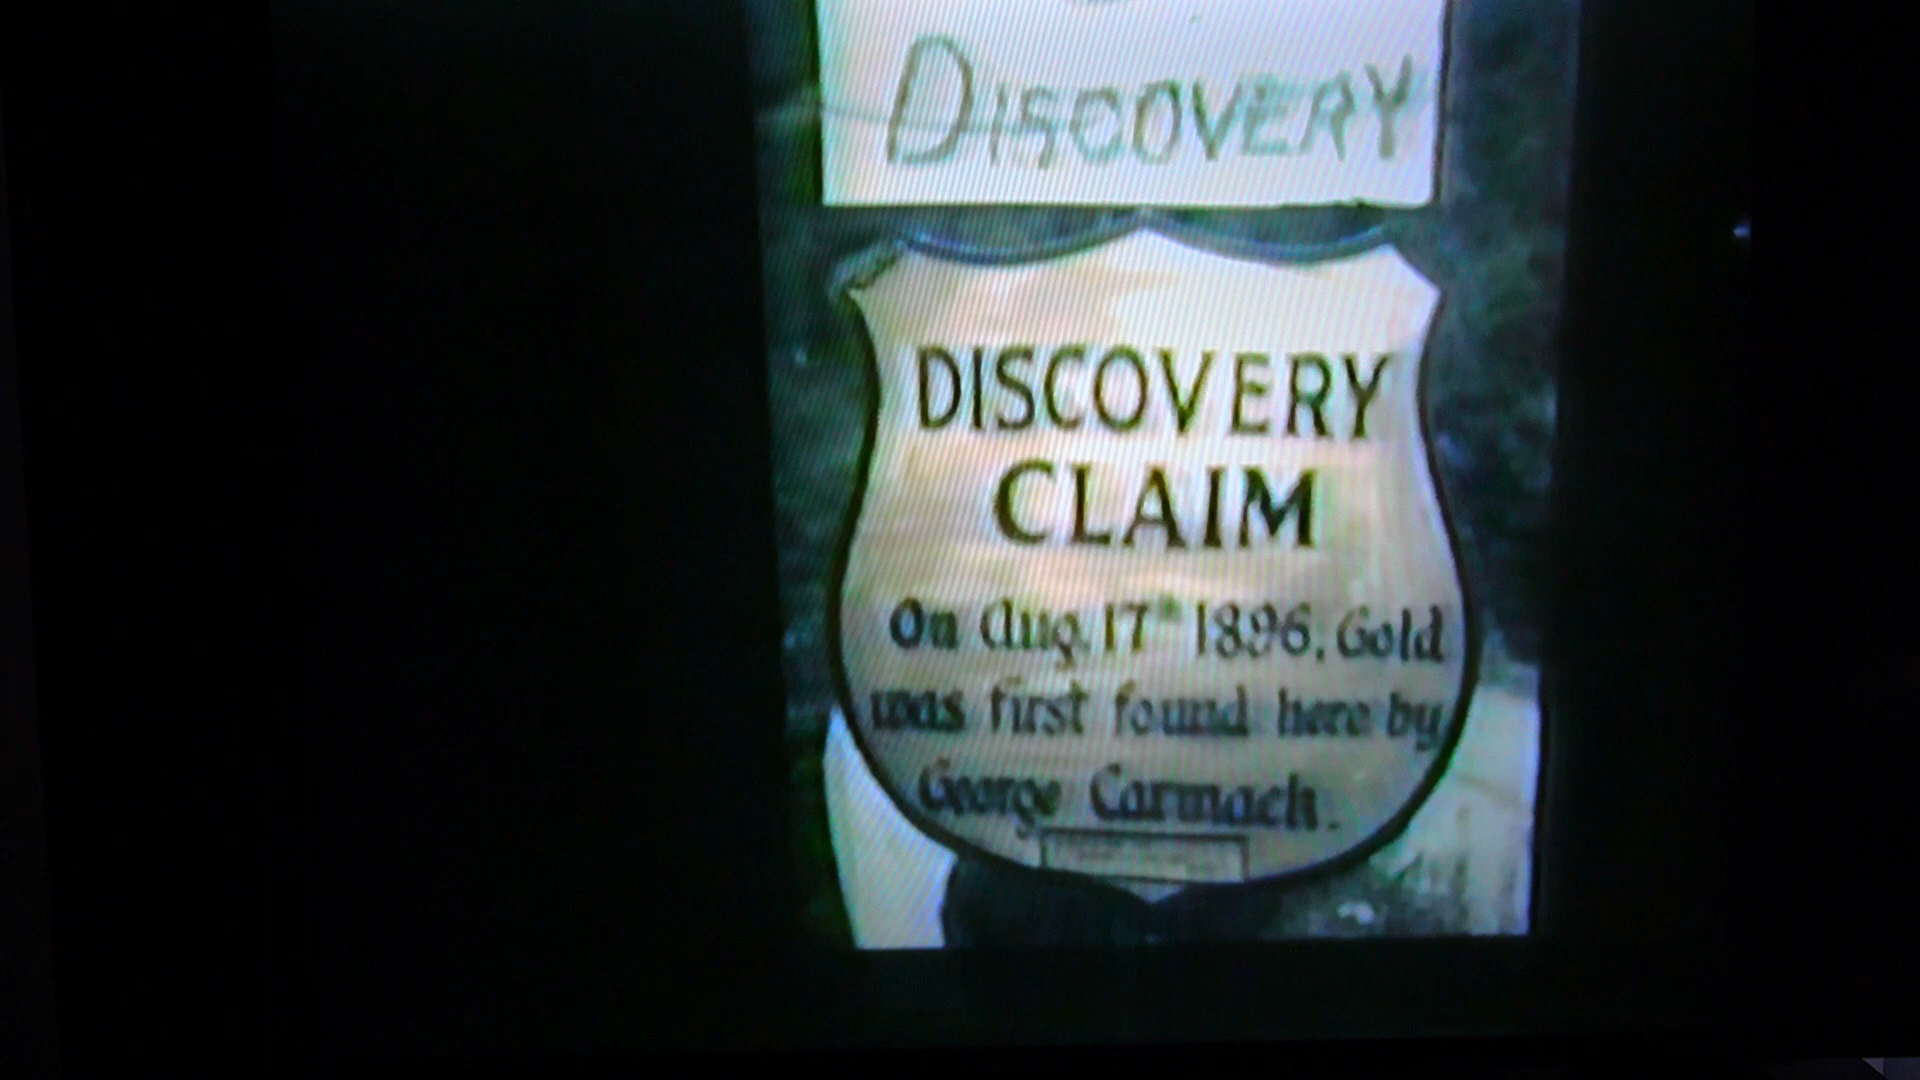 DISCOVERY
DISCOVERY
CLAIM
On Aug. 17th 1896, Gold
was first found here by
George Carmack.